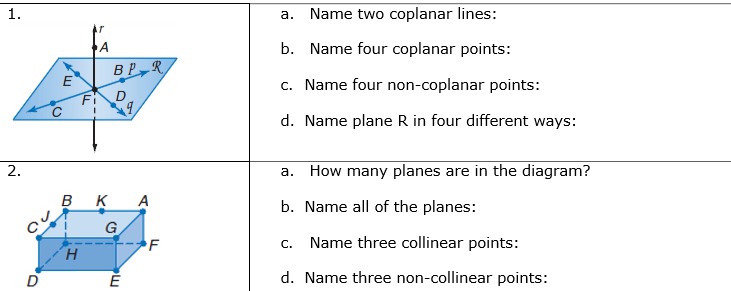 1.
r
A
B p R
E
F D
C q
a. Name two coplanar lines:
b. Name four coplanar points:
c. Name four non-coplanar points:
d. Name plane R in four different ways:
2.
B K A
J
C G
F
H
D E
a. How many planes are in the diagram?
b. Name all of the planes:
c. Name three collinear points:
d. Name three non-collinear points: